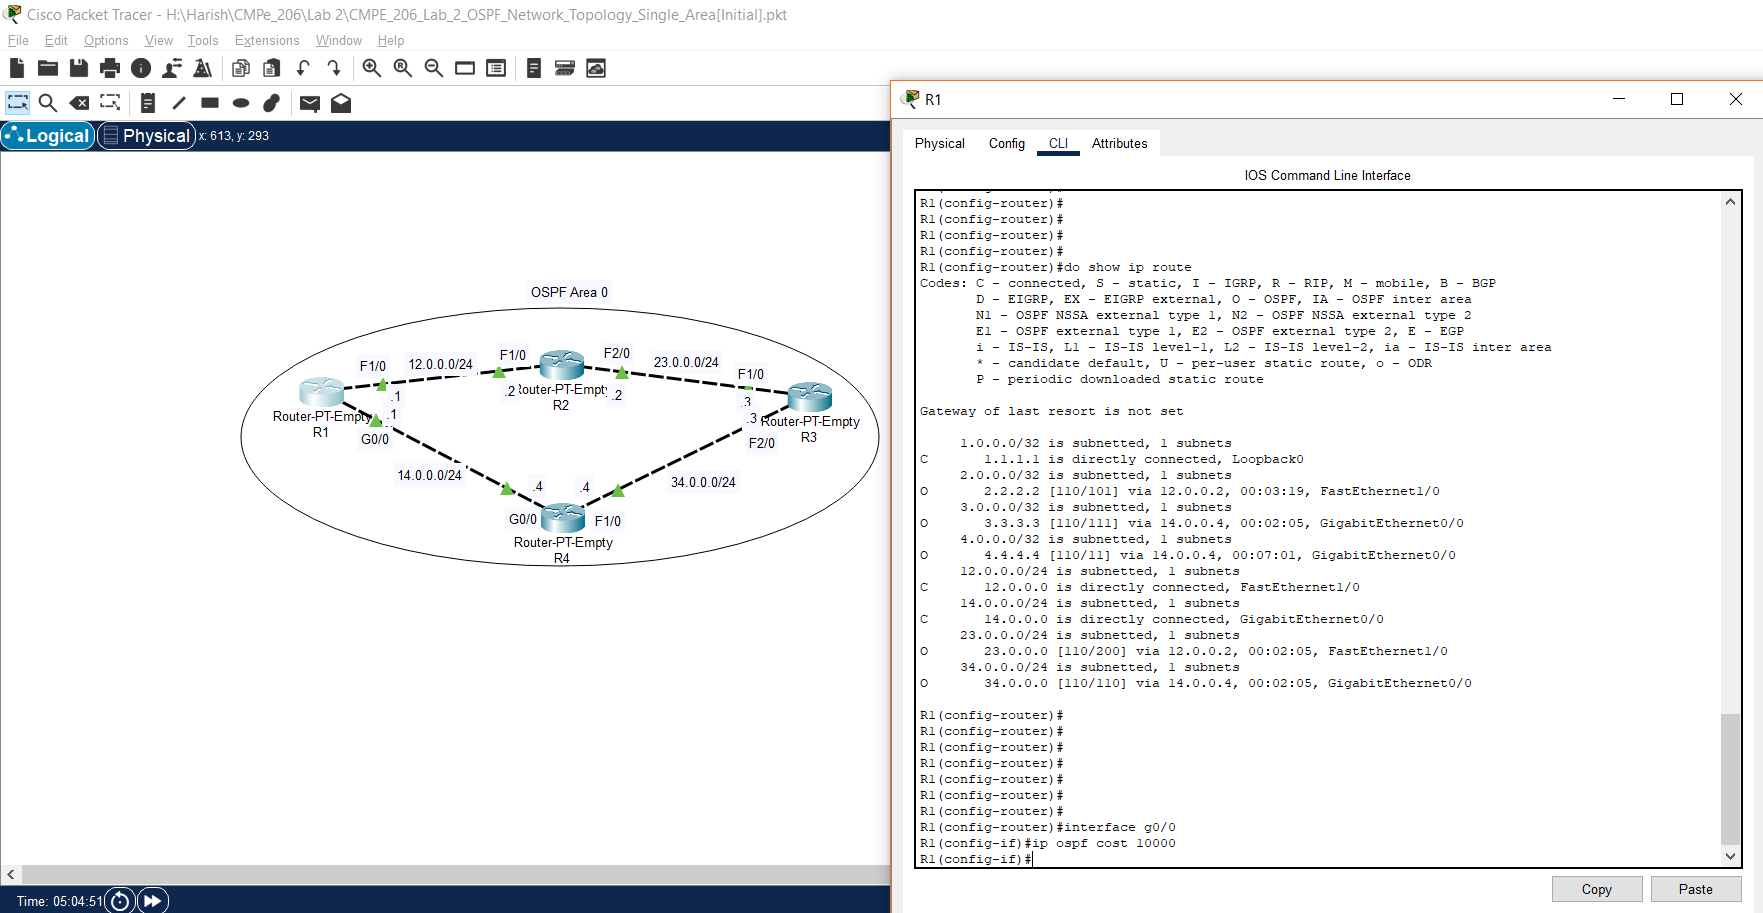 Cisco Packet Tracer - H:\Harish\CMPe_206\Lab 2\CMPE_206_Lab_2_OSPF_Network_Topology_Single_Area[Initial].pkt
File Edit Options View Tools Extensions Window Help
Logical Physical x: 613, y: 293
OSPF Area 0
F1/0 12.0.0.0/24 F1/0 F2/0 23.0.0.0/24 F1/0
.1 .2 Router-PT-Empty .2 .3
R2
Router-PT-Empty .1 .3 Router-PT-Empty
R1 R3
G0/0 F2/0
14.0.0.0/24 34.0.0.0/24
.4 .4
G0/0 F1/0
Router-PT-Empty
R4
Time: 05:04:51
R1
Physical Config CLI Attributes
IOS Command Line Interface
R1(config-router)#
R1(config-router)#
R1(config-router)#
R1(config-router)#
R1(config-router)#do show ip route
Codes: C - connected, S - static, I - IGRP, R - RIP, M - mobile, B - BGP
D - EIGRP, EX - EIGRP external, O - OSPF, IA - OSPF inter area
N1 - OSPF NSSA external type 1, N2 - OSPF NSSA external type 2
E1 - OSPF external type 1, E2 - OSPF external type 2, E - EGP
i - IS-IS, L1 - IS-IS level-1, L2 - IS-IS level-2, ia - IS-IS inter area
* - candidate default, U - per-user static route, o - ODR
P - periodic downloaded static route
Gateway of last resort is not set
1.0.0.0/32 is subnetted, 1 subnets
C 1.1.1.1 is directly connected, Loopback0
2.0.0.0/32 is subnetted, 1 subnets
O 2.2.2.2 [110/101] via 12.0.0.2, 00:03:19, FastEthernet1/0
3.0.0.0/32 is subnetted, 1 subnets
O 3.3.3.3 [110/111] via 14.0.0.4, 00:02:05, GigabitEthernet0/0
4.0.0.0/32 is subnetted, 1 subnets
O 4.4.4.4 [110/11] via 14.0.0.4, 00:07:01, GigabitEthernet0/0
12.0.0.0/24 is subnetted, 1 subnets
C 12.0.0.0 is directly connected, FastEthernet1/0
14.0.0.0/24 is subnetted, 1 subnets
C 14.0.0.0 is directly connected, GigabitEthernet0/0
23.0.0.0/24 is subnetted, 1 subnets
O 23.0.0.0 [110/200] via 12.0.0.2, 00:02:05, FastEthernet1/0
34.0.0.0/24 is subnetted, 1 subnets
O 34.0.0.0 [110/110] via 14.0.0.4, 00:02:05, GigabitEthernet0/0
R1(config-router)#
R1(config-router)#
R1(config-router)#
R1(config-router)#
R1(config-router)#
R1(config-router)#
R1(config-router)#
R1(config-router)#interface g0/0
R1(config-if)#ip ospf cost 10000
R1(config-if)#
Copy Paste